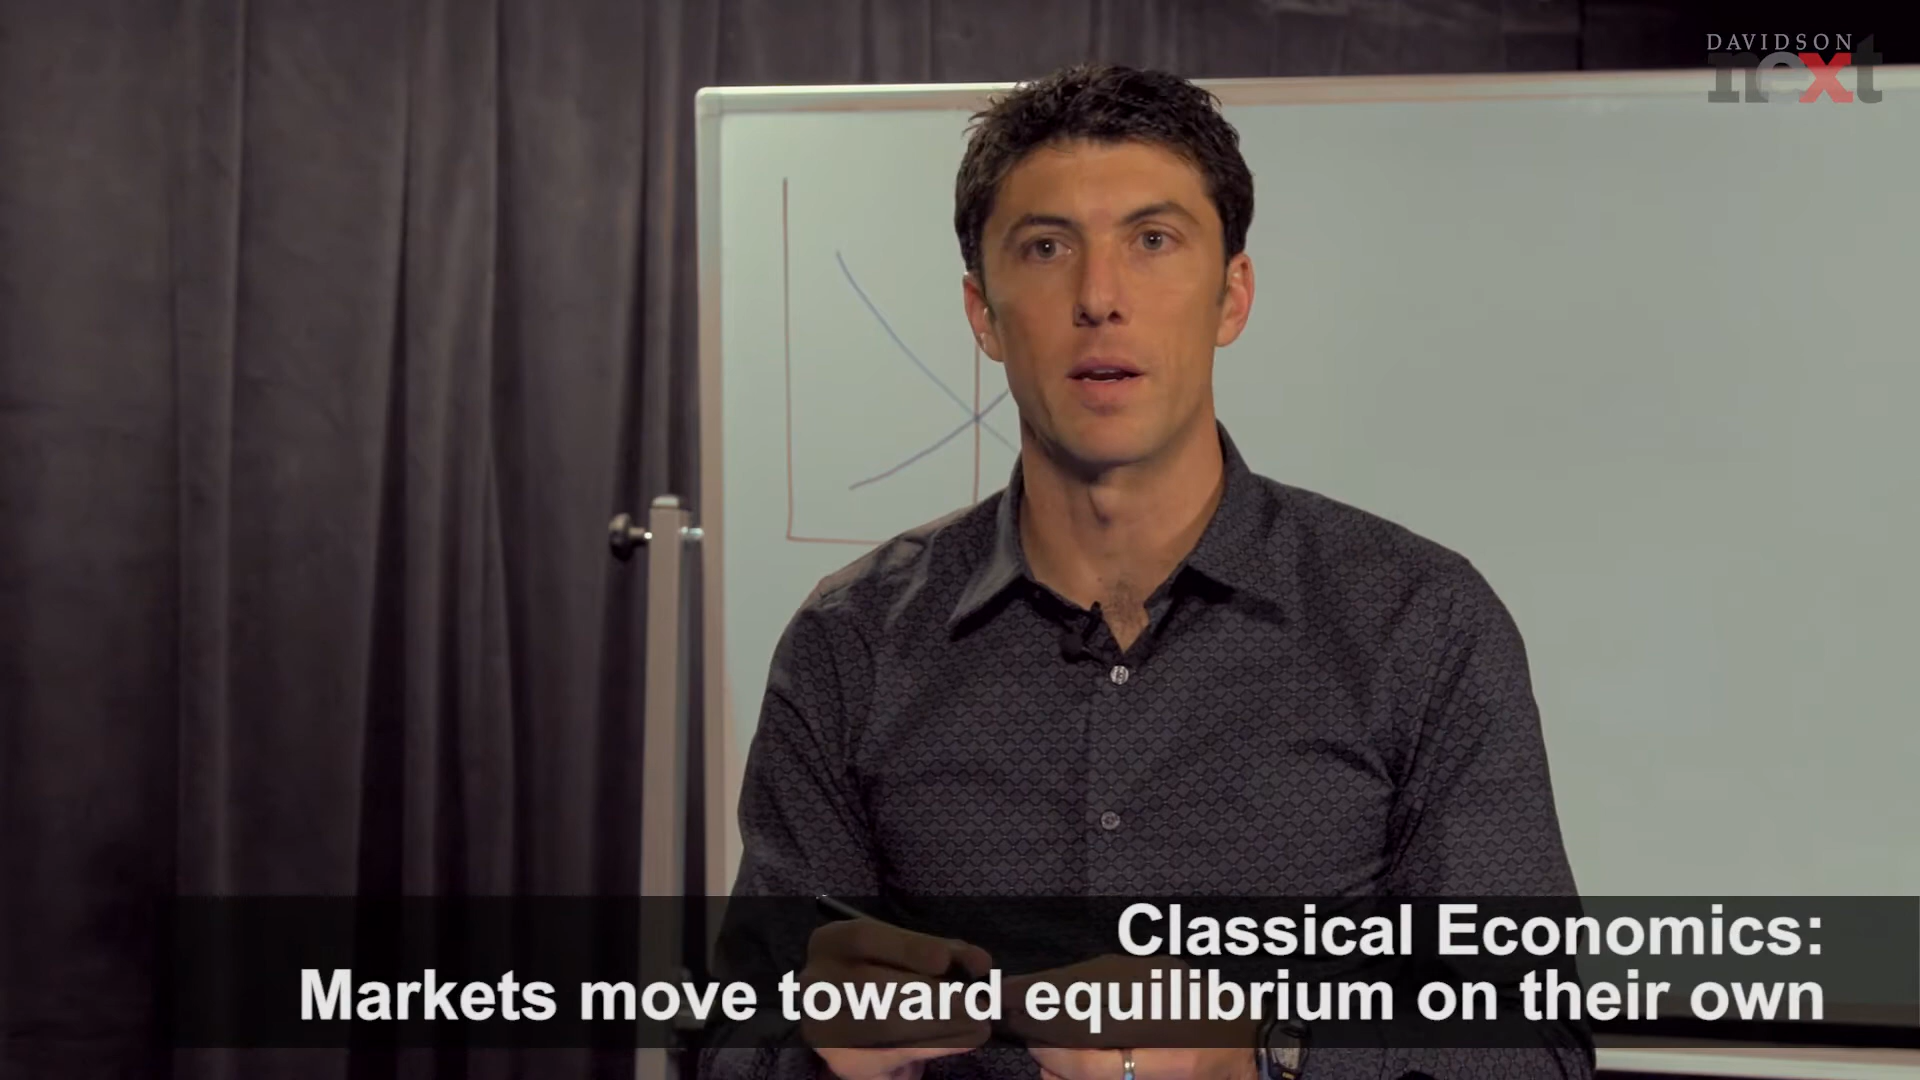 DAVIDSON
next
Classical Economics:
Markets move toward equilibrium on their own